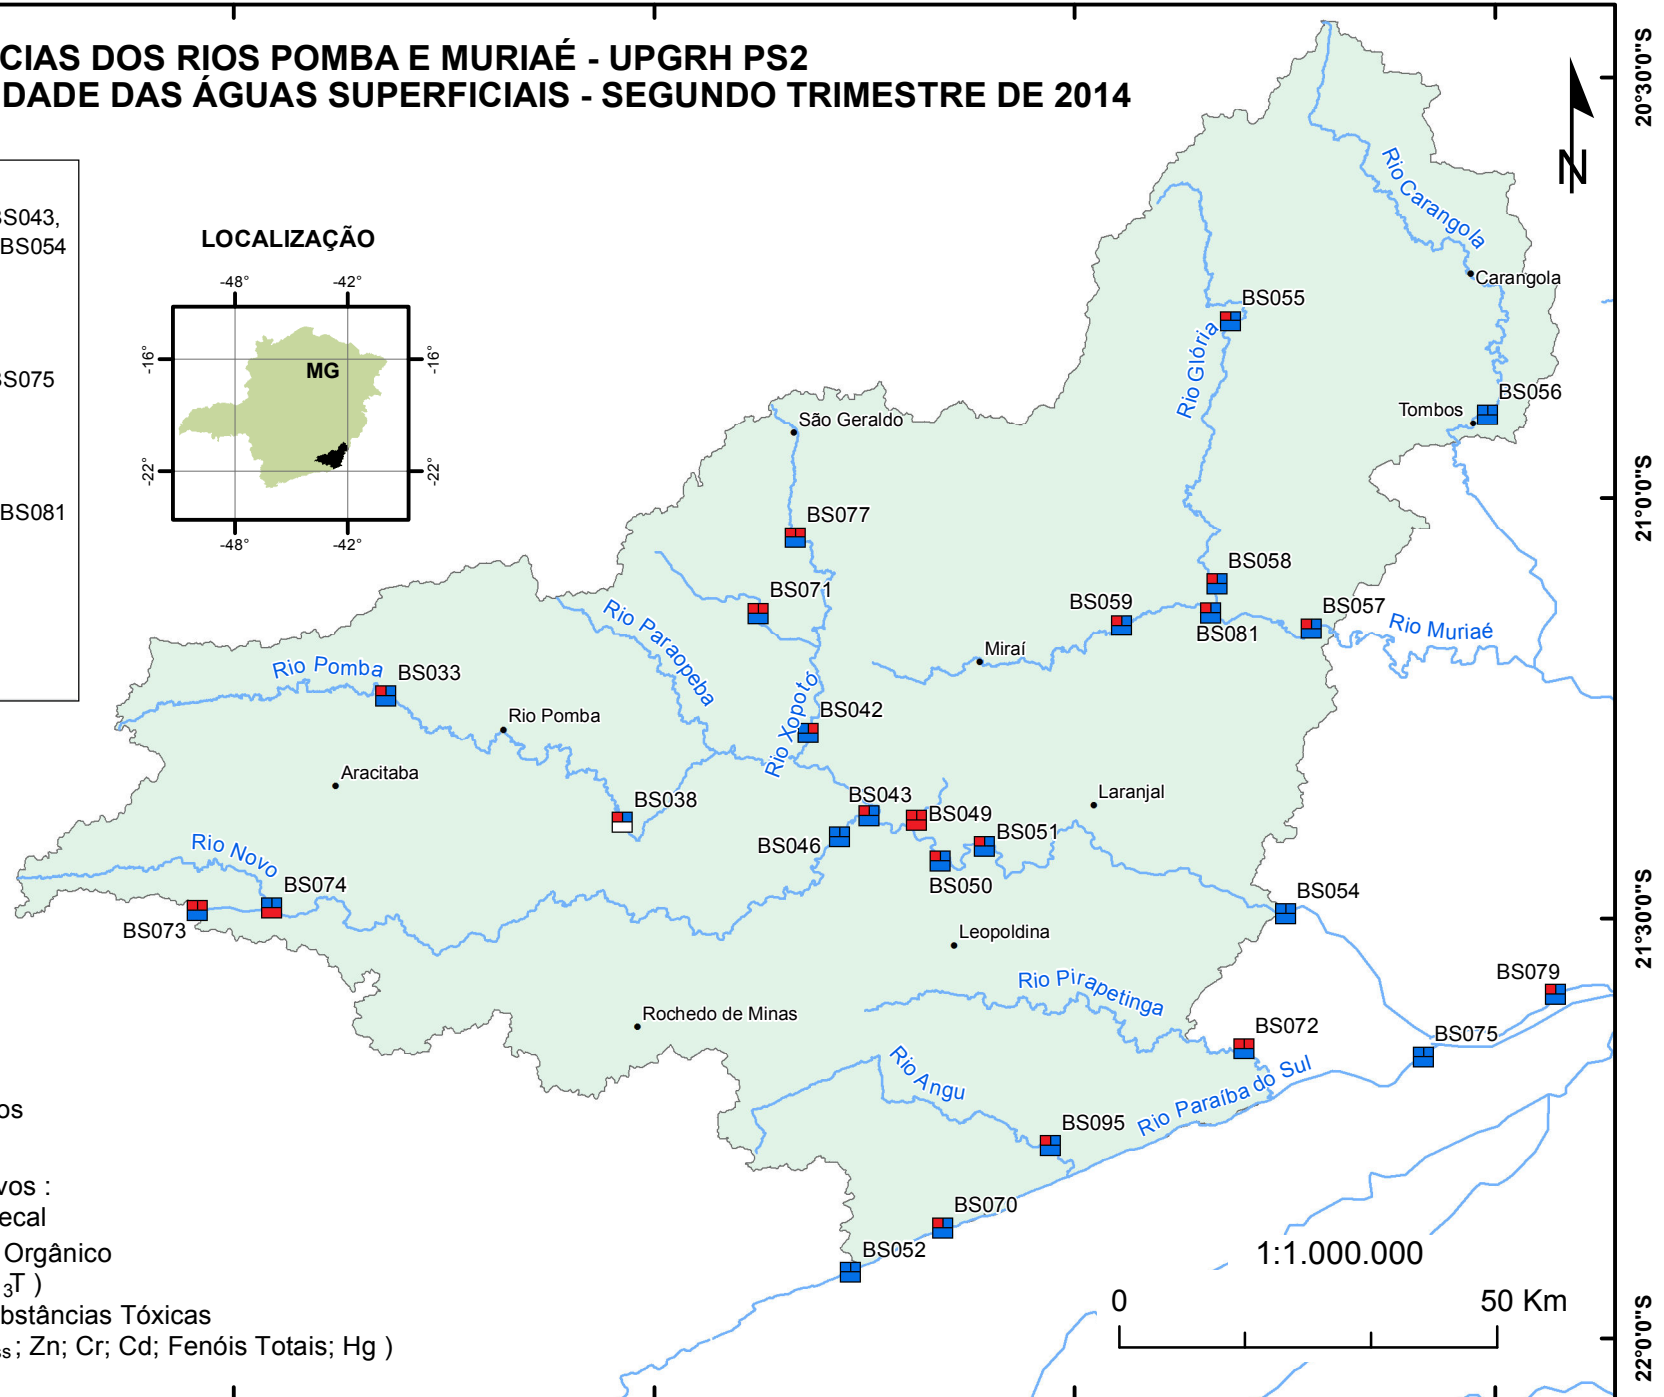 CIAS DOS RIOS POMBA E MURIAÉ - UPGRH PS2
DADE DAS ÁGUAS SUPERFICIAIS - SEGUNDO TRIMESTRE DE 2014
BS043,
BS054
BS075
BS081
LOCALIZAÇÃO
-48°
-42°
-16°
-16°
MG
-22°
-22°
-48°
-42°
N
20°30'0"S
21°0'0"S
21°30'0"S
22°0'0"S
Rio Carangola
Carangola
BS055
Rio Glória
BS056
Tombos
São Geraldo
BS077
BS071
BS058
BS059
BS081
BS057
Rio Muriaé
Miraí
Rio Paraopeba
Rio Pomba
BS033
Rio Pomba
Rio Xopotó
BS042
Aracitaba
BS038
BS043
BS049
Laranjal
BS046
BS051
BS050
Rio Novo
BS074
BS073
BS054
Leopoldina
Rio Pirapetinga
BS079
Rochedo de Minas
BS072
BS075
Rio Angu
Rio Paraíba do Sul
BS095
BS070
BS052
os
vos :
ecal
Orgânico
3T )
bstâncias Tóxicas
ss ; Zn; Cr; Cd; Fenóis Totais; Hg )
1:1.000.000
0 50 Km